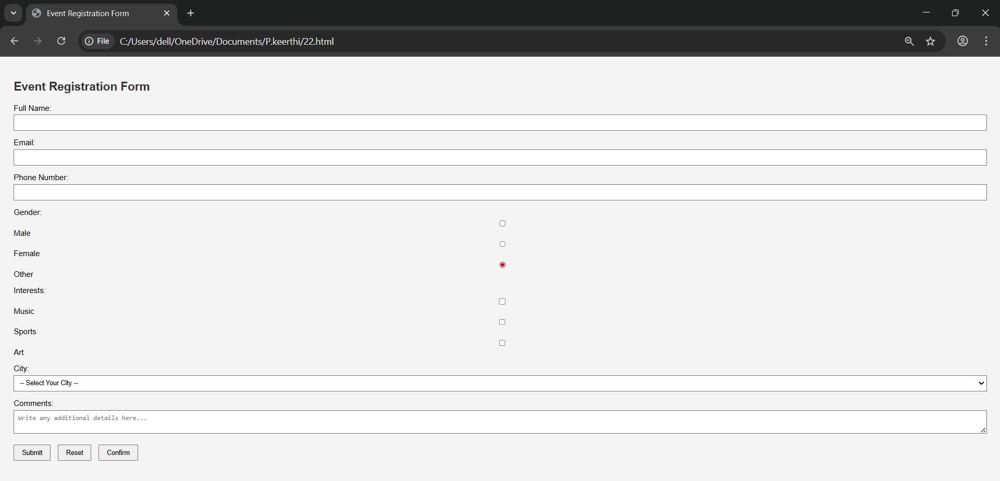 Event Registration Form
File
C:/Users/dell/OneDrive/Documents/P.keerthi/22.html
Event Registration Form
Full Name:
Email:
Phone Number:
Gender:
Male
Female
Other
Interests:
Music
Sports
Art
City:
-- Select Your City --
Comments:
Write any additional details here...
Submit Reset Confirm